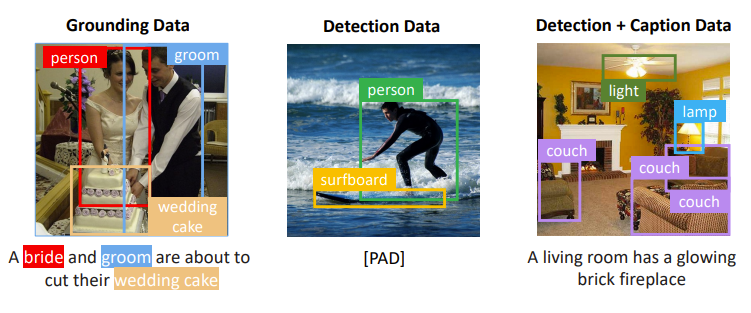 Grounding Data
person
groom
wedding
cake
A bride and groom are about to
cut their wedding cake
Detection Data
person
surfboard
[PAD]
Detection + Caption Data
light
lamp
couch
couch
couch
A living room has a glowing
brick fireplace